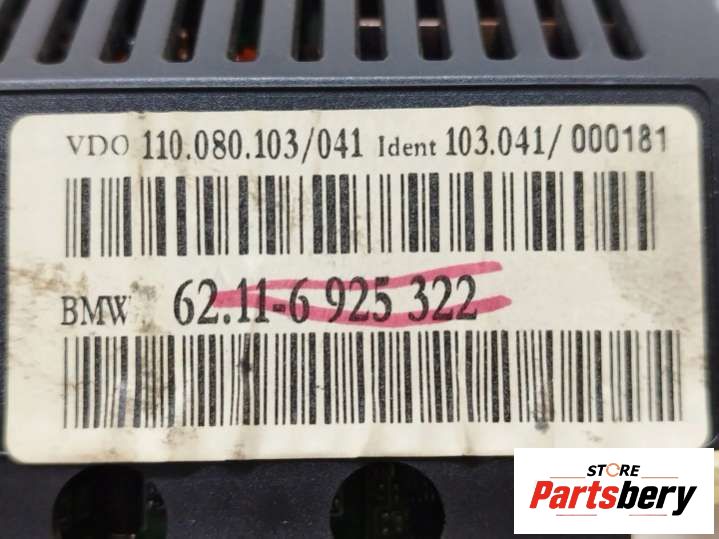 VDO 110.080.103/041 Ident 103.041/ 000181
BMW 62.11-6 925 322
STORE
Partsbery